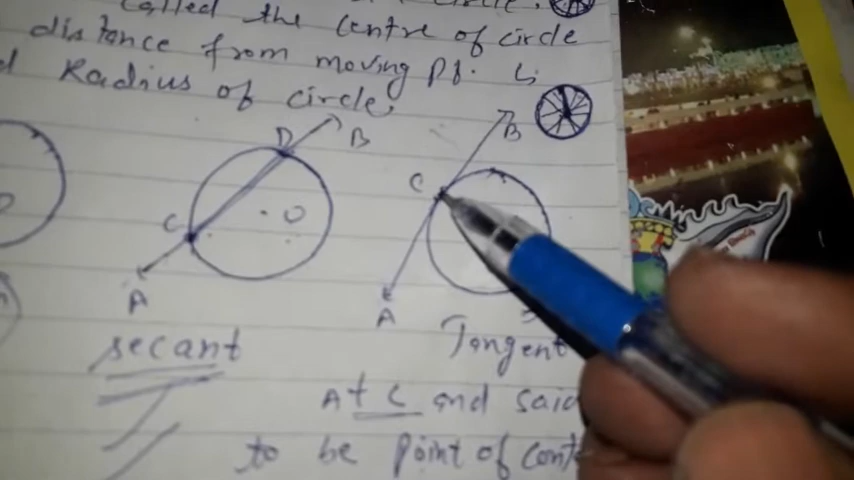 called the Centre of circle
distance from moving Pt. is
Radius of circle.
D B
B
C
C
O
A
A
secant
Tangent
At C and said
to be point of